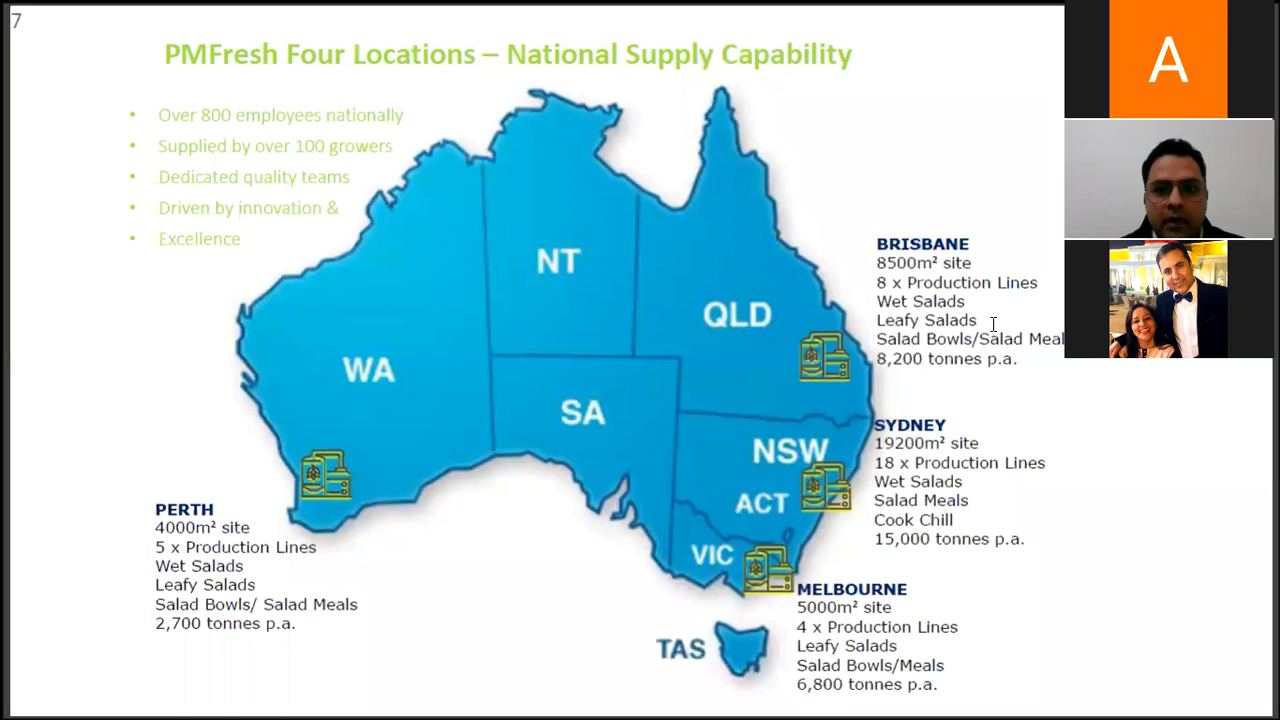 7
PMFresh Four Locations – National Supply Capability
• Over 800 employees nationally
• Supplied by over 100 growers
• Dedicated quality teams
• Driven by innovation &
• Excellence
A
NT
QLD
WA
SA
NSW
ACT
VIC
TAS
BRISBANE
8500m² site
8 x Production Lines
Wet Salads
Leafy Salads
Salad Bowls/Salad Meal
8,200 tonnes p.a.
SYDNEY
19200m² site
18 x Production Lines
Wet Salads
Salad Meals
Cook Chill
15,000 tonnes p.a.
PERTH
4000m² site
5 x Production Lines
Wet Salads
Leafy Salads
Salad Bowls/ Salad Meals
2,700 tonnes p.a.
MELBOURNE
5000m² site
4 x Production Lines
Leafy Salads
Salad Bowls/Meals
6,800 tonnes p.a.